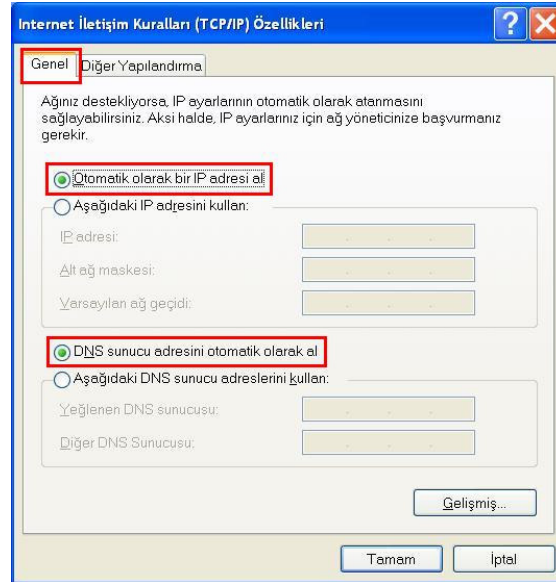 Internet İletişim Kuralları (TCP/IP) Özellikleri
Genel Diğer Yapılandırma
Ağınız destekliyorsa, IP ayarlarının otomatik olarak atanmasını
sağlayabilirsiniz. Aksi halde, IP ayarlarınız için ağ yöneticinize başvurmanız
gerekir.
Otomatik olarak bir IP adresi al
Aşağıdaki IP adresini kullan:
IP adresi:
Alt ağ maskesi:
Varsayılan ağ geçidi:
DNS sunucu adresini otomatik olarak al
Aşağıdaki DNS sunucu adreslerini kullan:
Yeğlenen DNS sunucusu:
Diğer DNS Sunucusu:
Gelişmiş...
Tamam İptal